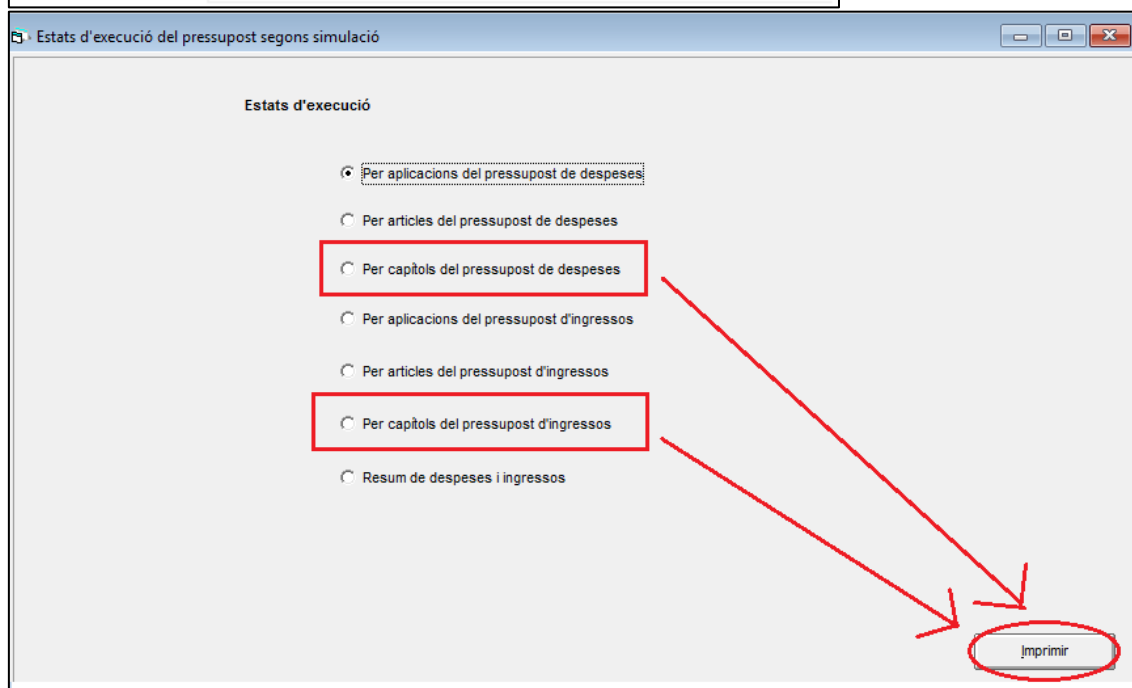 Estats d'execució del pressupost segons simulació
Estats d'execució
Per aplicacions del pressupost de despeses
Per articles del pressupost de despeses
Per capítols del pressupost de despeses
Per aplicacions del pressupost d'ingressos
Per articles del pressupost d'ingressos
Per capítols del pressupost d'ingressos
Resum de despeses i ingressos
Imprimir